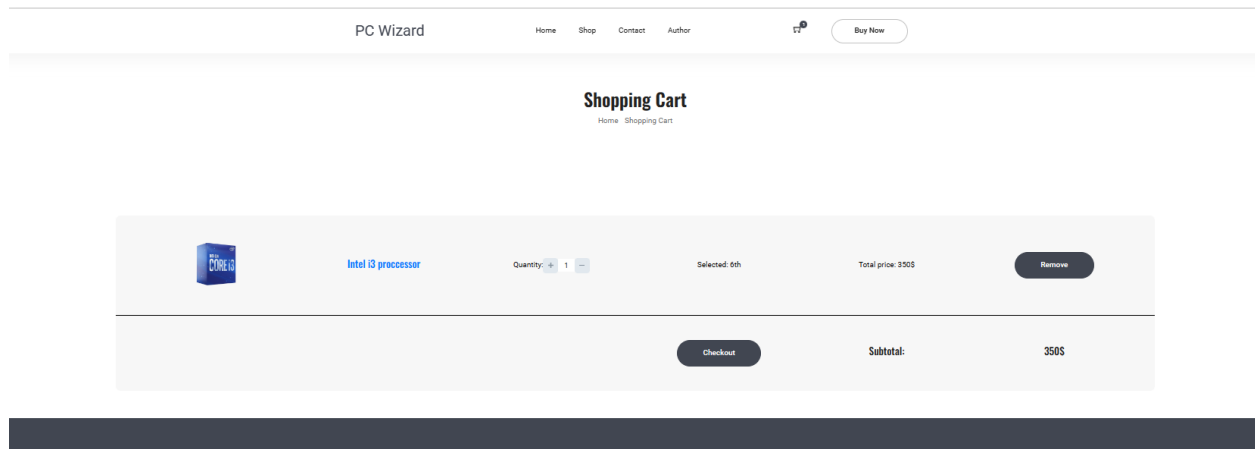 PC Wizard Home Shop Contact Author Buy Now
Shopping Cart
Home Shopping Cart
CORE i3
Intel i3 proccessor Quantity: + 1 − Selected: 6th Total price: 350$ Remove
Checkout Subtotal: 350$